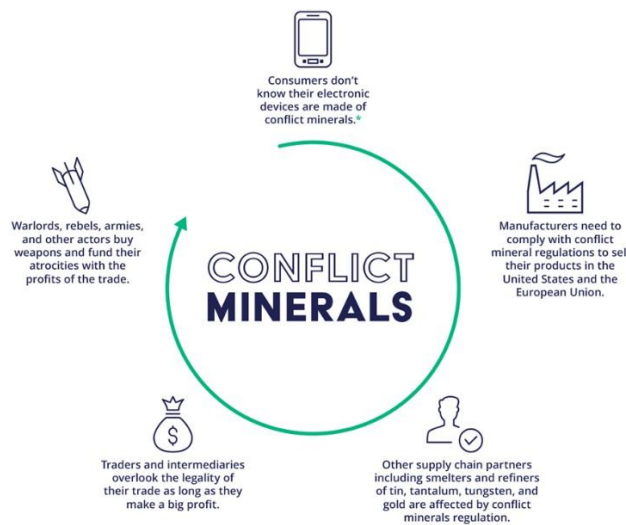 Consumers don't
know their electronic
devices are made of
conflict minerals.*
Manufacturers need to
comply with conflict
mineral regulations to sel
their products in the
United States and the
European Union.
Other supply chain partners
including smelters and refiners
of tin, tantalum, tungsten, and
gold are affected by conflict
minerals regulation.
Traders and intermediaries
overlook the legality of
their trade as long as they
make a big profit.
$
Warlords, rebels, armies,
and other actors buy
weapons and fund their
atrocities with the
profits of the trade.
CONFLICT
MINERALS